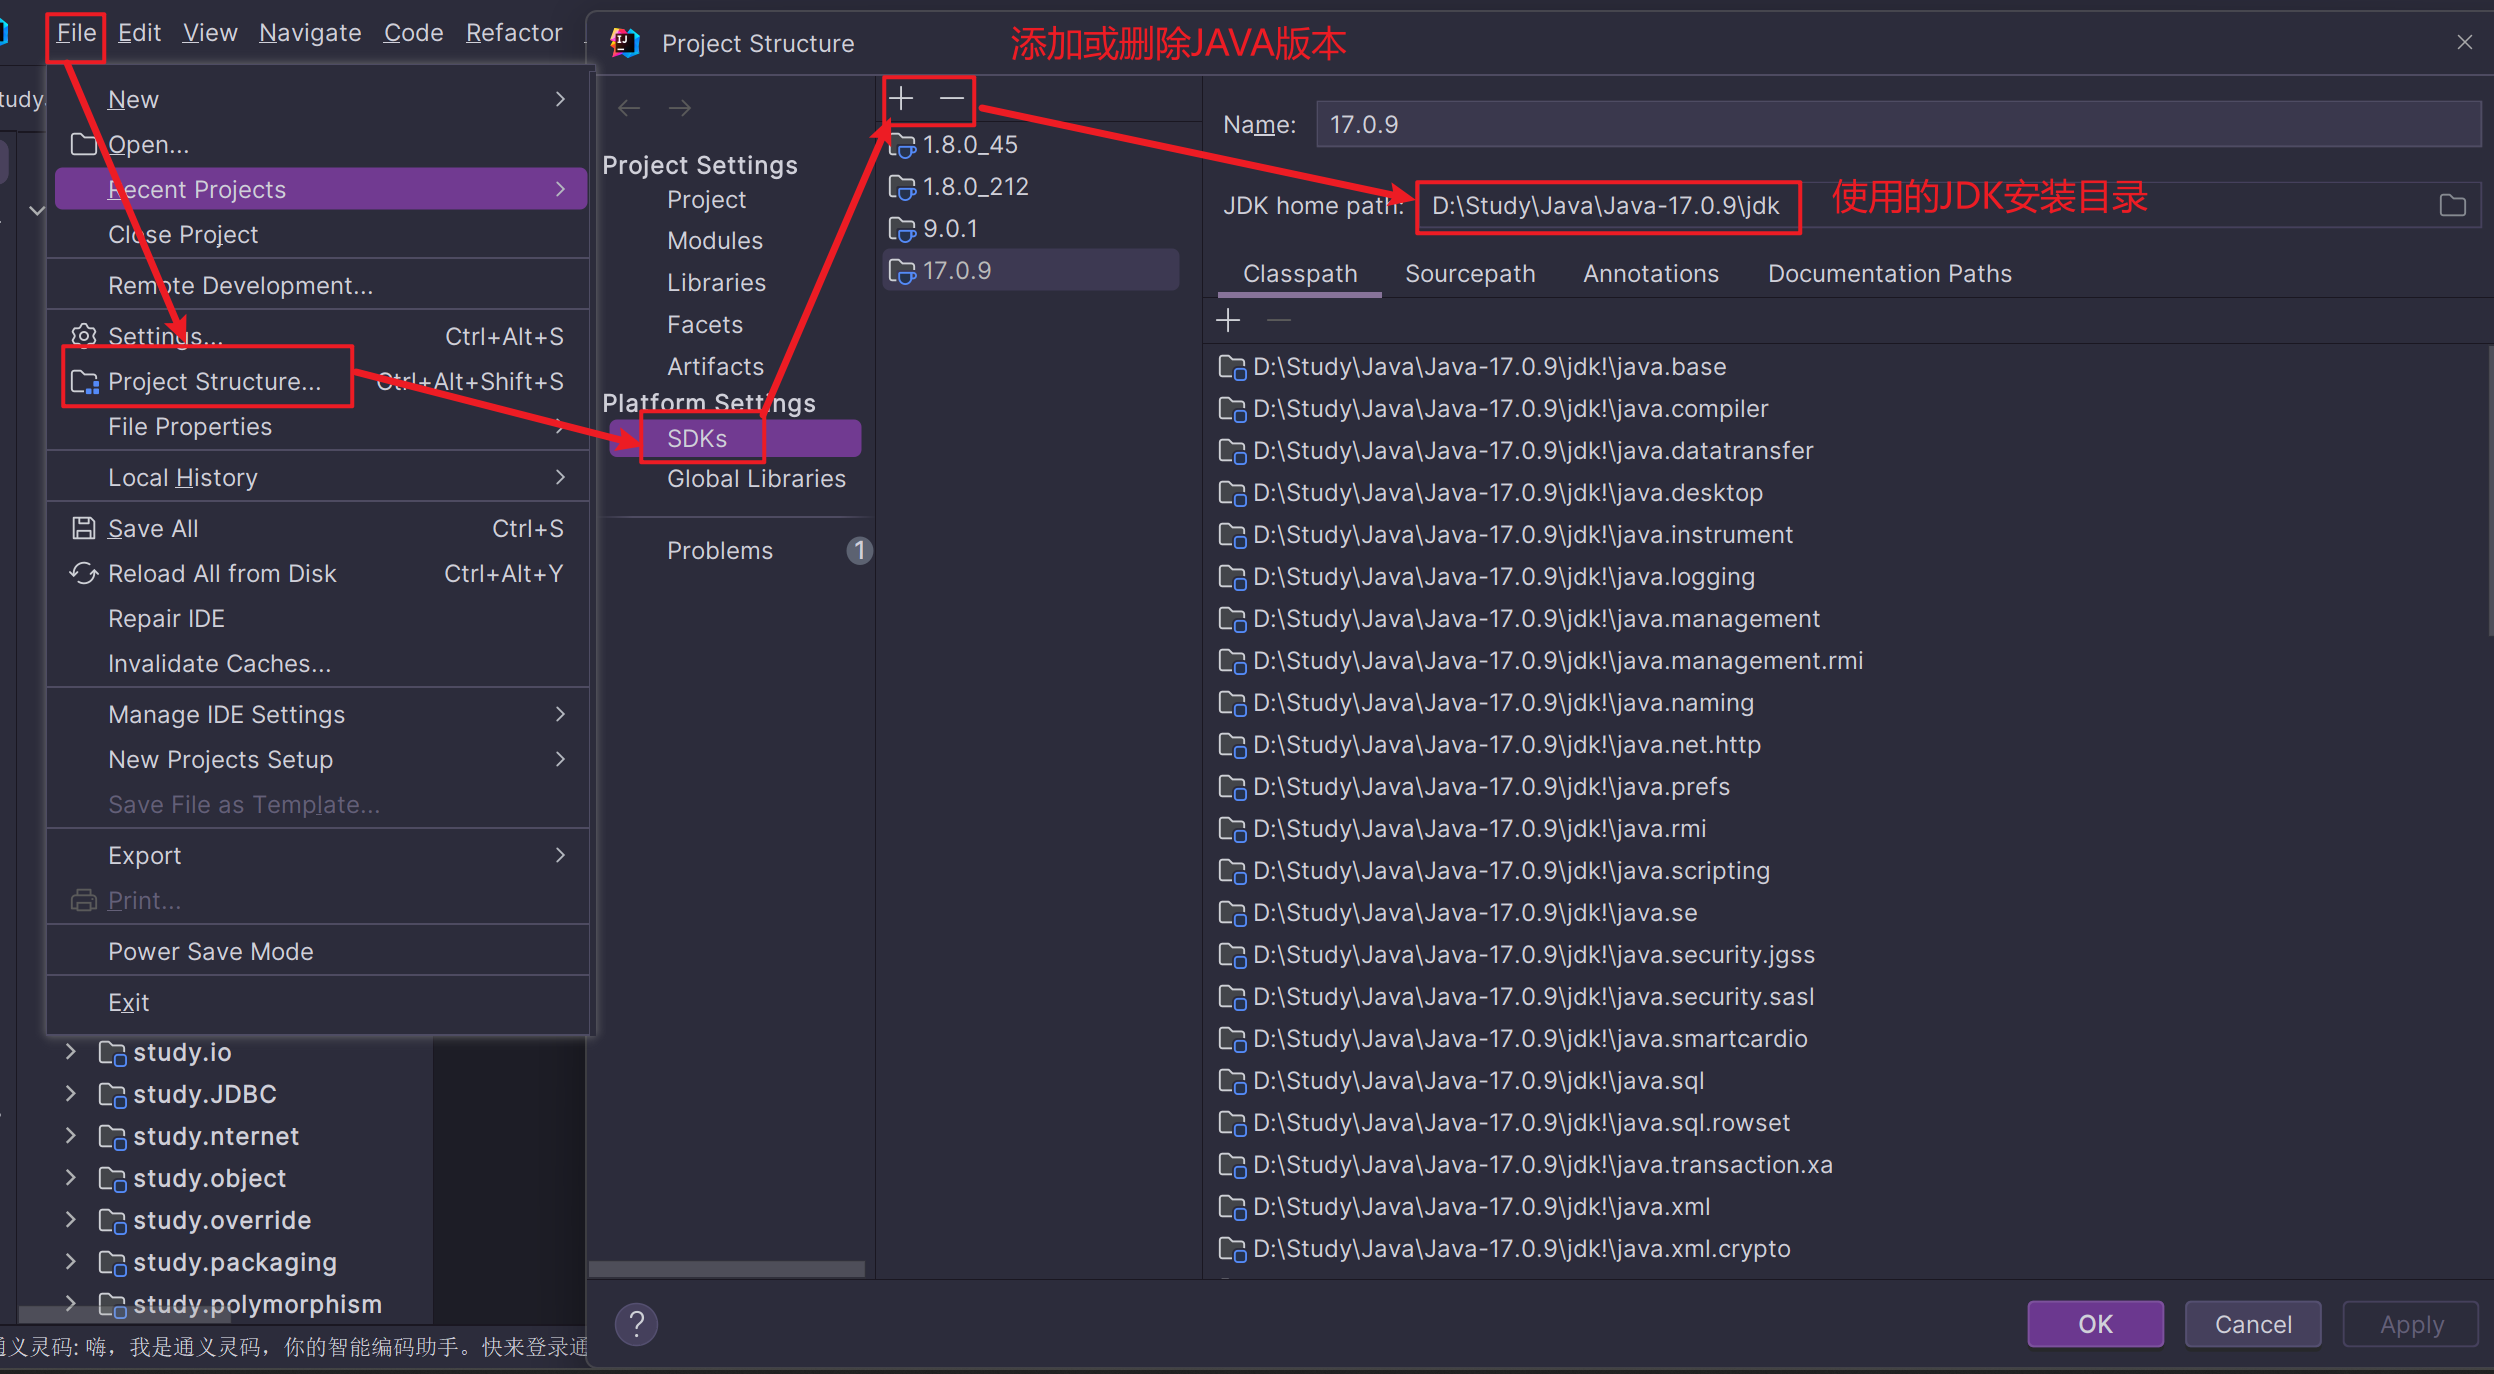 File Edit View Navigate Code Refactor
New
Open...
Recent Projects
Close Project
Remote Development...
Settings... Ctrl+Alt+S
Project Structure... Ctrl+Alt+Shift+S
File Properties
Local History
Save All Ctrl+S
Reload All from Disk Ctrl+Alt+Y
Repair IDE
Invalidate Caches...
Manage IDE Settings
New Projects Setup
Save File as Template...
Export
Print...
Power Save Mode
Exit
study.io
study.JDBC
study.nternet
study.object
study.override
study.packaging
study.polymorphism
通义灵码: 嗨，我是通义灵码，你的智能编码助手。快来登录通
Project Structure
添加或删除JAVA版本
Project Settings
Project
Modules
Libraries
Facets
Artifacts
Platform Settings
SDKs
Global Libraries
Problems 1
1.8.0_45
1.8.0_212
9.0.1
17.0.9
Name: 17.0.9
JDK home path: D:\Study\Java\Java-17.0.9\jdk
使用的JDK安装目录
Classpath Sourcepath Annotations Documentation Paths
D:\Study\Java\Java-17.0.9\jdk!\java.base
D:\Study\Java\Java-17.0.9\jdk!\java.compiler
D:\Study\Java\Java-17.0.9\jdk!\java.datatransfer
D:\Study\Java\Java-17.0.9\jdk!\java.desktop
D:\Study\Java\Java-17.0.9\jdk!\java.instrument
D:\Study\Java\Java-17.0.9\jdk!\java.logging
D:\Study\Java\Java-17.0.9\jdk!\java.management
D:\Study\Java\Java-17.0.9\jdk!\java.management.rmi
D:\Study\Java\Java-17.0.9\jdk!\java.naming
D:\Study\Java\Java-17.0.9\jdk!\java.net.http
D:\Study\Java\Java-17.0.9\jdk!\java.prefs
D:\Study\Java\Java-17.0.9\jdk!\java.rmi
D:\Study\Java\Java-17.0.9\jdk!\java.scripting
D:\Study\Java\Java-17.0.9\jdk!\java.se
D:\Study\Java\Java-17.0.9\jdk!\java.security.jgss
D:\Study\Java\Java-17.0.9\jdk!\java.security.sasl
D:\Study\Java\Java-17.0.9\jdk!\java.smartcardio
D:\Study\Java\Java-17.0.9\jdk!\java.sql
D:\Study\Java\Java-17.0.9\jdk!\java.sql.rowset
D:\Study\Java\Java-17.0.9\jdk!\java.transaction.xa
D:\Study\Java\Java-17.0.9\jdk!\java.xml
D:\Study\Java\Java-17.0.9\jdk!\java.xml.crypto
? OK Cancel Apply